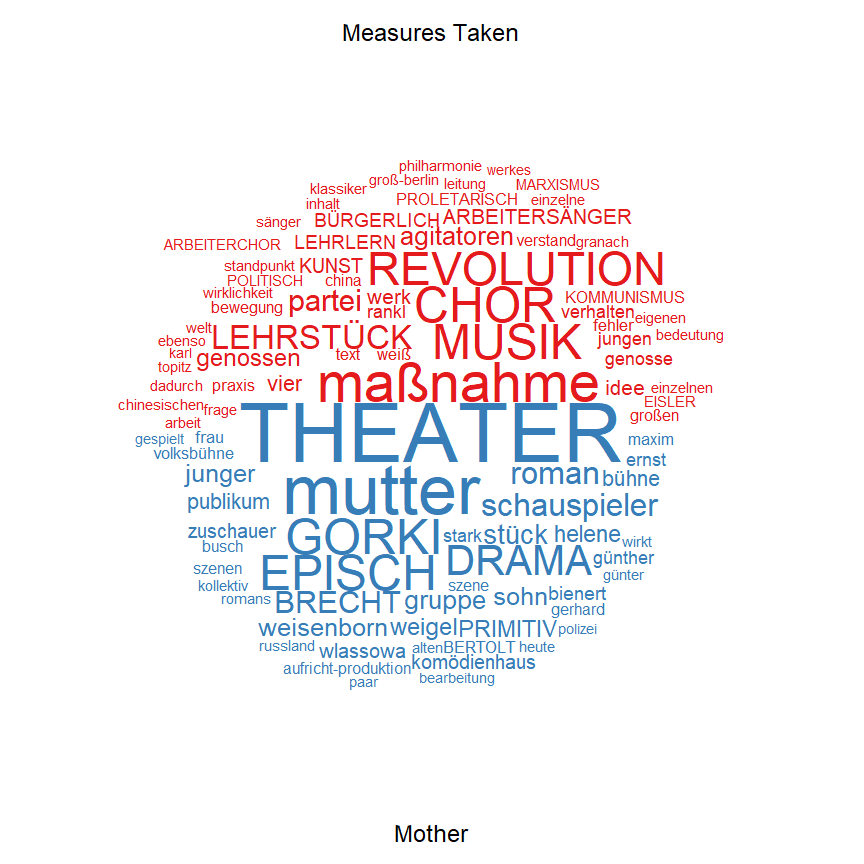 Measures Taken
philharmonie werkes
klassiker groß-berlin leitung MARXISMUS
inhalt PROLETARISCH einzelne
sänger BÜRGERLICH ARBEITERSÄNGER
ARBEITERCHOR LEHRLERN agitatoren verstand granach
standpunkt KUNST REVOLUTION
POLITISCH china
wirklichkeit partei werk CHOR KOMMUNISMUS
bewegung rankl verhalten eigenen
welt LEHRSTÜCK MUSIK fehler bedeutung
ebenso jungen
karl genossen text weiß genosse
topitz
dadurch praxis vier maßnahme idee einzelnen
chinesischen frage EISLER
arbeit großen
gespielt frau THEATER maxim
volksbühne ernst
junger mutter roman bühne
publikum schauspieler
zuschauer GORKI stark stück helene wirkt
busch
szenen EPISCH DRAMA günther
kollektiv szene günter
romans BRECHT gruppe sohn bienert
gerhard
weisenborn weigel PRIMITIV polizei
russland wlassowa alten BERTOLT heute
aufricht-produktion komödienhaus
paar bearbeitung
Mother